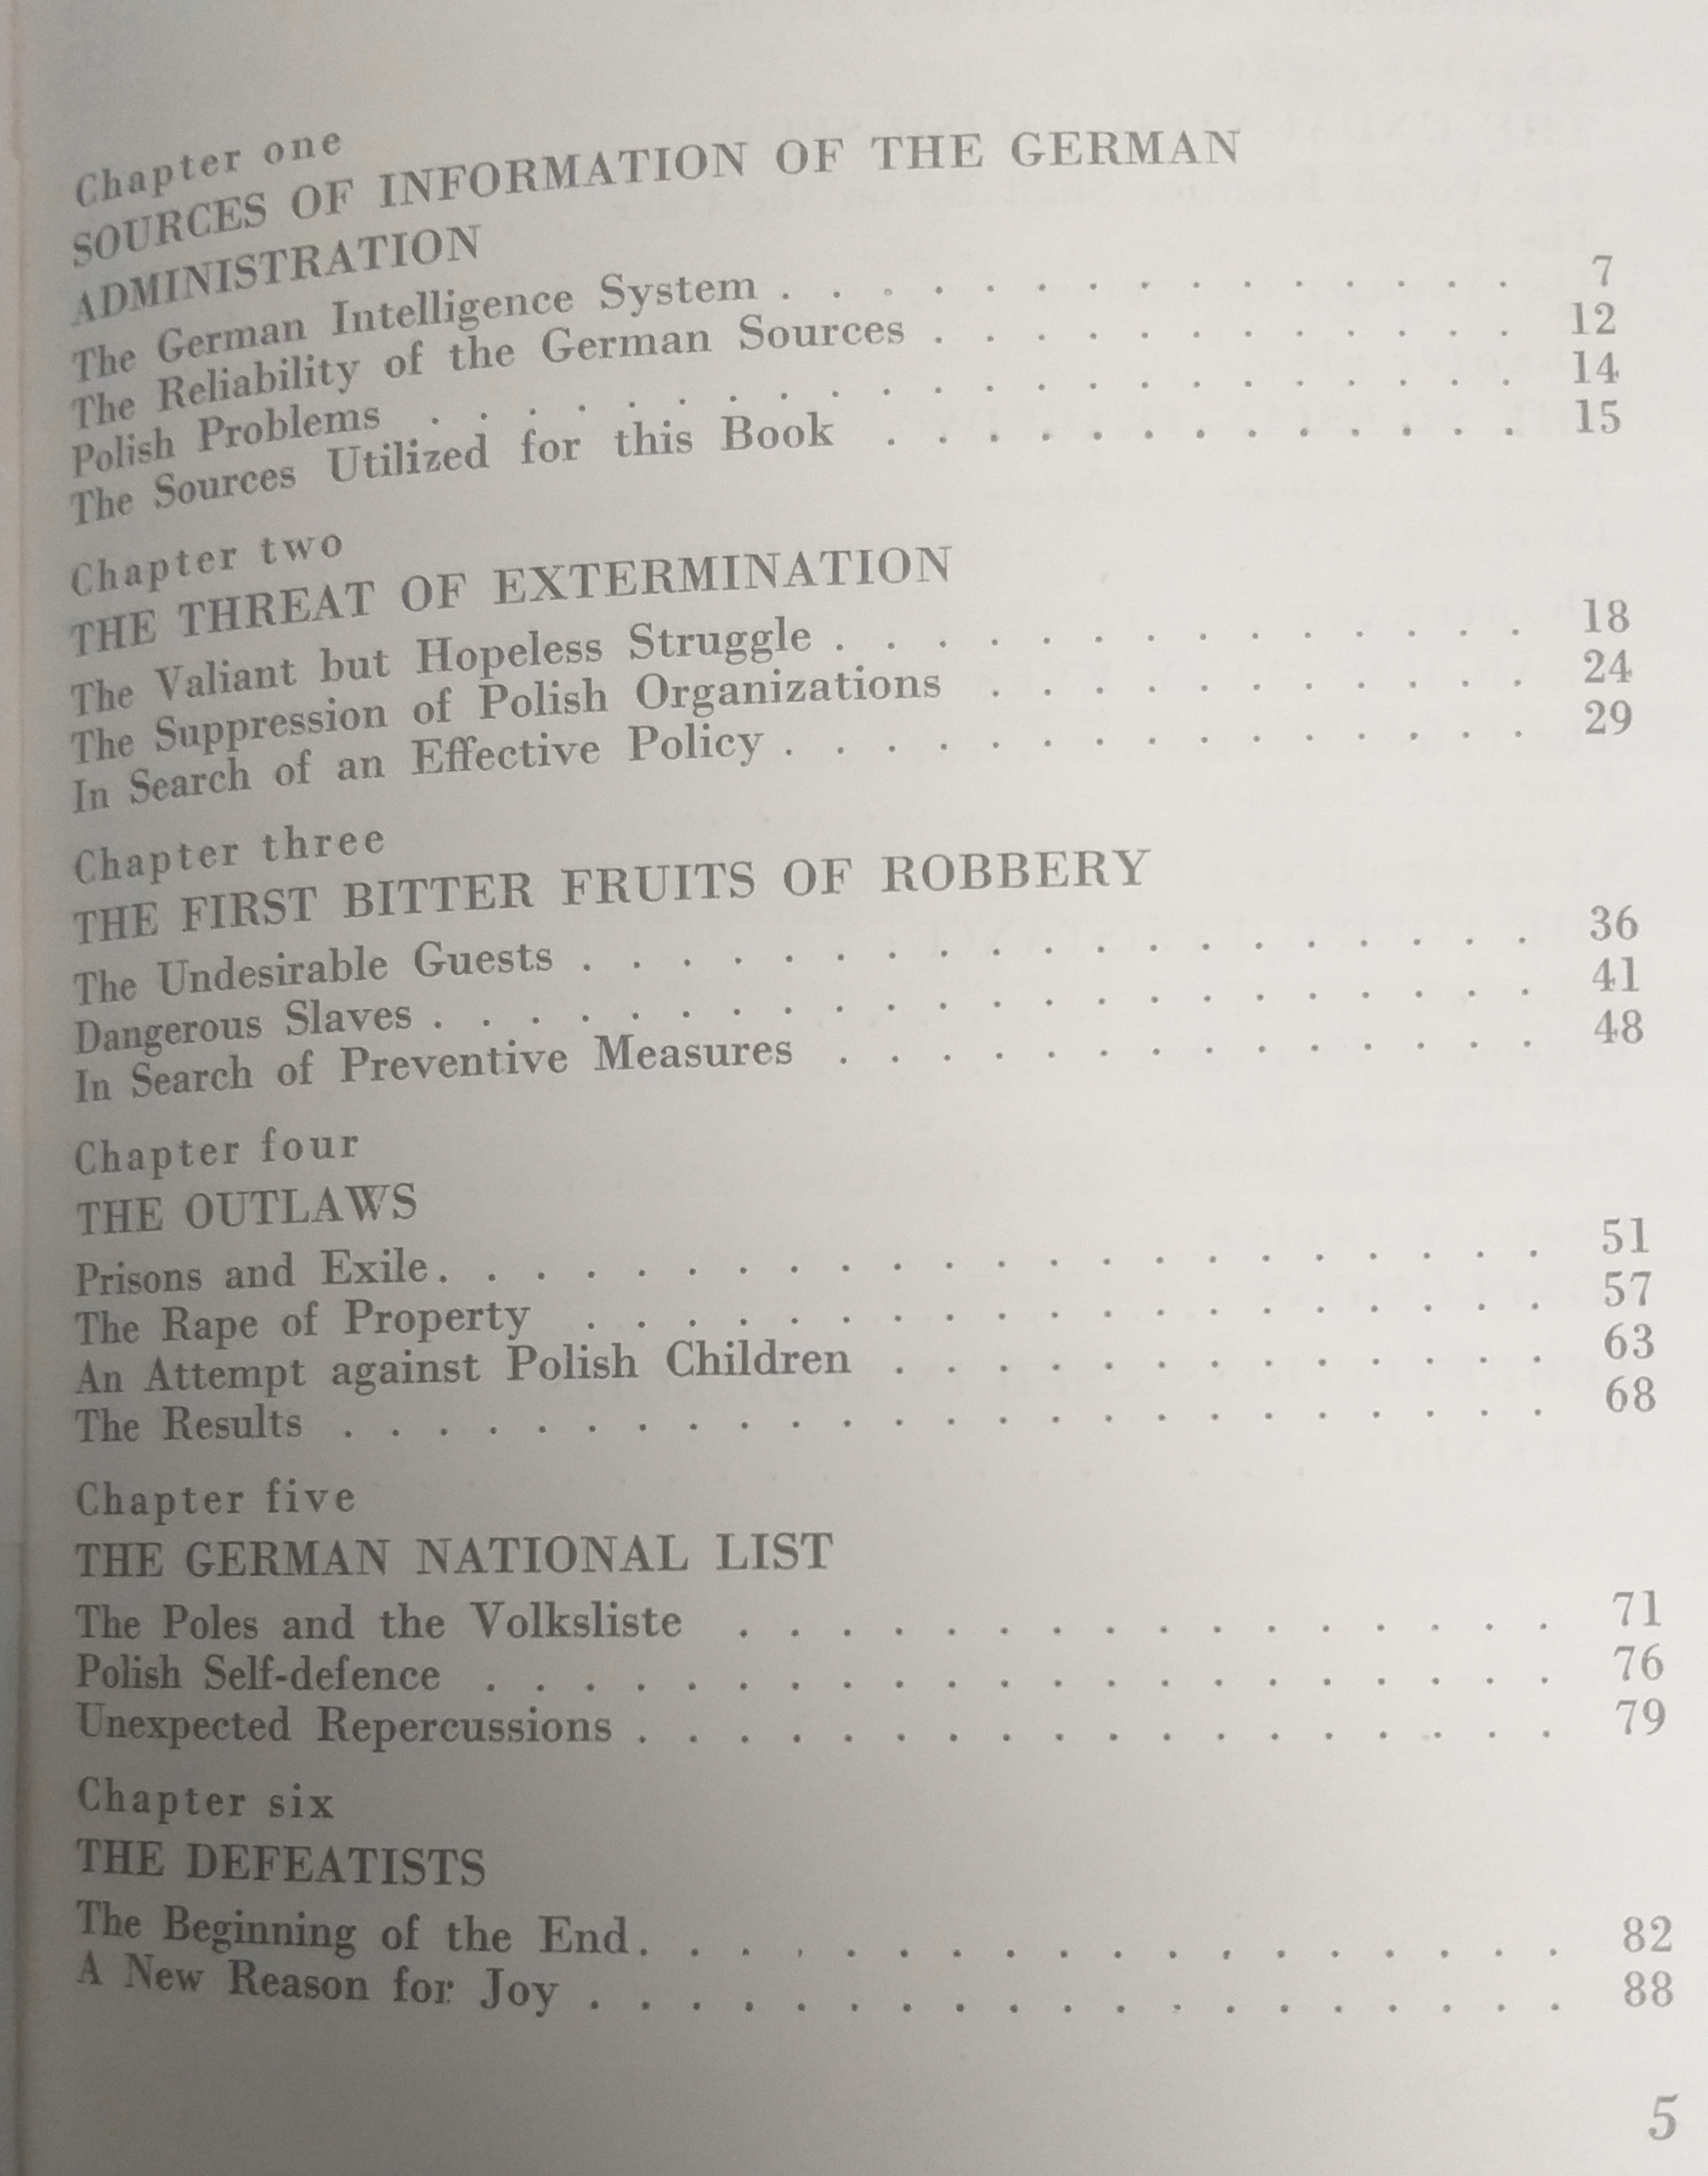 Chapter one
SOURCES OF INFORMATION OF THE GERMAN
ADMINISTRATION
The German Intelligence System . . . . . . . . . . . . . . . 7
The Reliability of the German Sources . . . . . . . . . . . . 12
Polish Problems . . . . . . . . . . . . . . . . . . . . . . 14
The Sources Utilized for this Book . . . . . . . . . . . . . 15
Chapter two
THE THREAT OF EXTERMINATION
The Valiant but Hopeless Struggle . . . . . . . . . . . . . . 18
The Suppression of Polish Organizations . . . . . . . . . . . 24
In Search of an Effective Policy . . . . . . . . . . . . . . . 29
Chapter three
THE FIRST BITTER FRUITS OF ROBBERY
The Undesirable Guests . . . . . . . . . . . . . . . . . . . 36
Dangerous Slaves . . . . . . . . . . . . . . . . . . . . . . 41
In Search of Preventive Measures . . . . . . . . . . . . . . 48
Chapter four
THE OUTLAWS
Prisons and Exile . . . . . . . . . . . . . . . . . . . . . . 51
The Rape of Property . . . . . . . . . . . . . . . . . . . 57
An Attempt against Polish Children . . . . . . . . . . . . . 63
The Results . . . . . . . . . . . . . . . . . . . . . . . . 68
Chapter five
THE GERMAN NATIONAL LIST
The Poles and the Volksliste . . . . . . . . . . . . . . . . 71
Polish Self-defence . . . . . . . . . . . . . . . . . . . . . 76
Unexpected Repercussions . . . . . . . . . . . . . . . . . . 79
Chapter six
THE DEFEATISTS
The Beginning of the End . . . . . . . . . . . . . . . . . . 82
A New Reason for Joy . . . . . . . . . . . . . . . . . . . 88
5